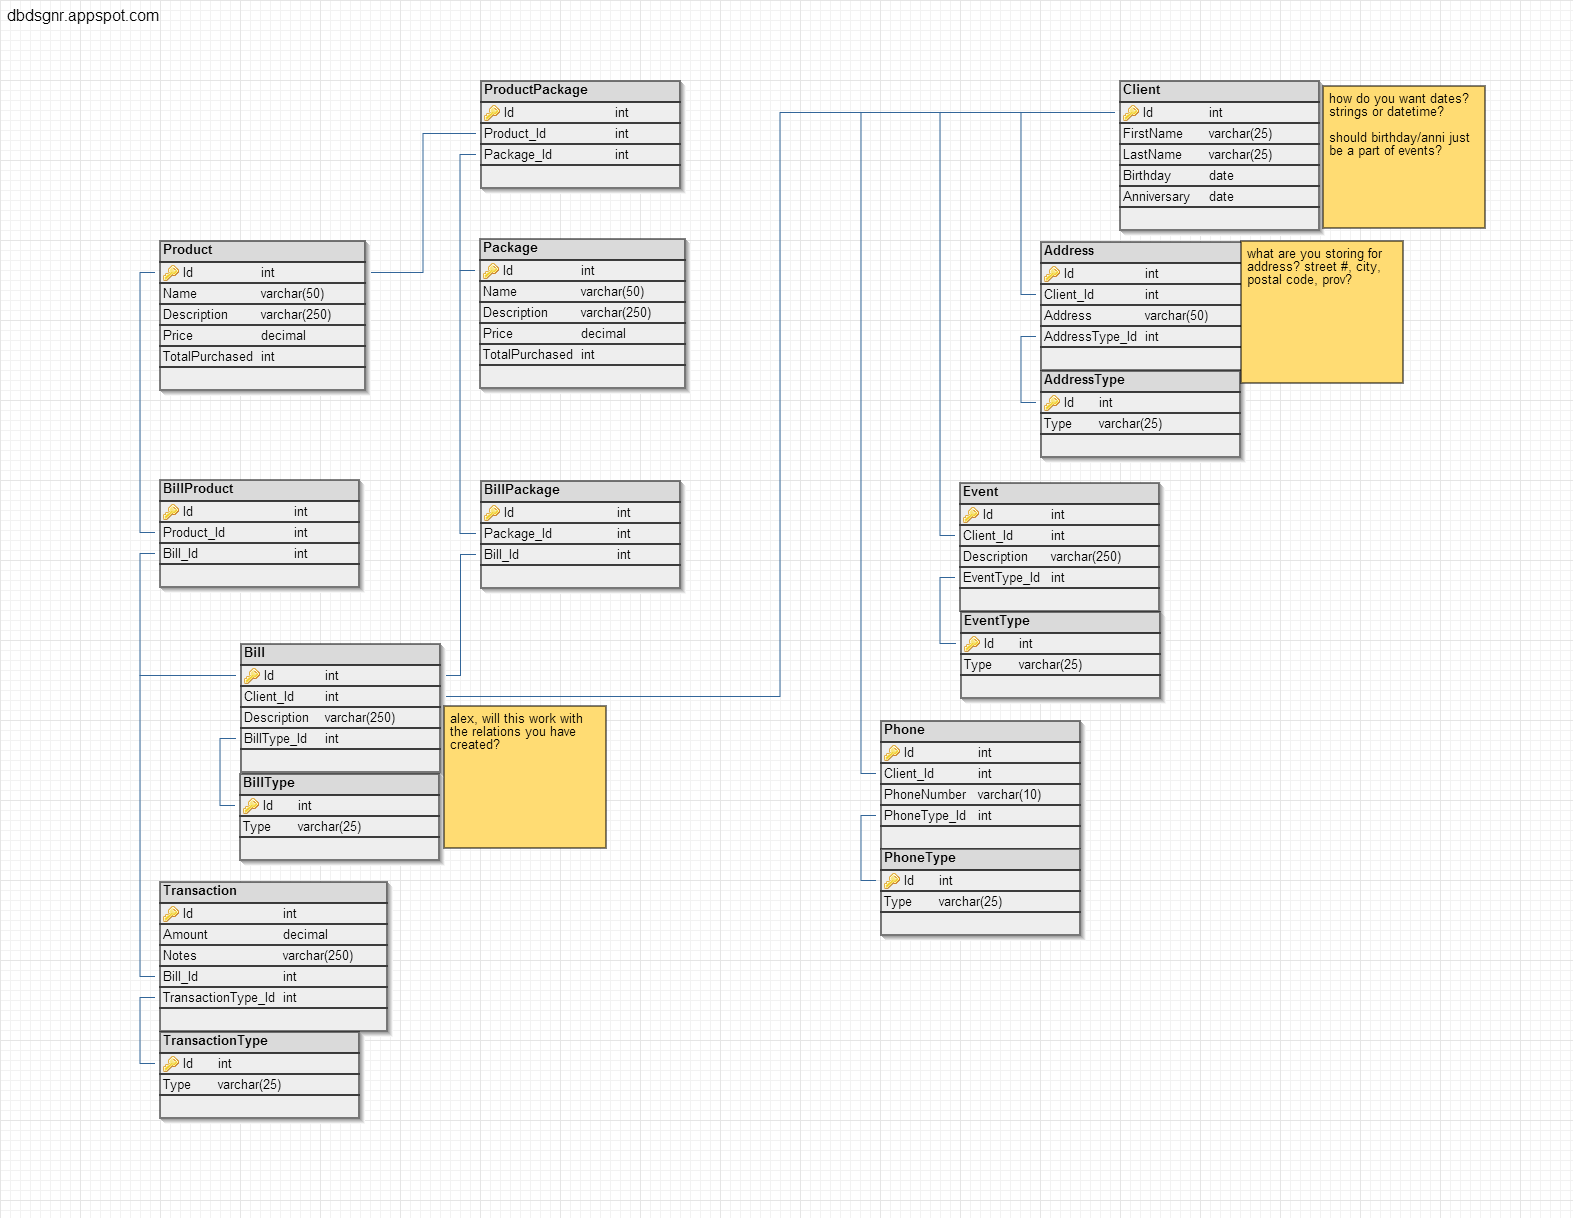 dbdsgnr.appspot.com
ProductPackage
Id int
Product_Id int
Package_Id int
Client
Id int
FirstName varchar(25)
LastName varchar(25)
Birthday date
Anniversary date
how do you want dates?
strings or datetime?
should birthday/anni just
be a part of events?
Product
Id int
Name varchar(50)
Description varchar(250)
Price decimal
TotalPurchased int
Package
Id int
Name varchar(50)
Description varchar(250)
Price decimal
TotalPurchased int
Address
Id int
Client_Id int
Address varchar(50)
AddressType_Id int
what are you storing for
address? street #, city,
postal code, prov?
AddressType
Id int
Type varchar(25)
BillProduct
Id int
Product_Id int
Bill_Id int
BillPackage
Id int
Package_Id int
Bill_Id int
Event
Id int
Client_Id int
Description varchar(250)
EventType_Id int
EventType
Id int
Type varchar(25)
Bill
Id int
Client_Id int
Description varchar(250)
BillType_Id int
alex, will this work with
the relations you have
created?
BillType
Id int
Type varchar(25)
Phone
Id int
Client_Id int
PhoneNumber varchar(10)
PhoneType_Id int
PhoneType
Id int
Type varchar(25)
Transaction
Id int
Amount decimal
Notes varchar(250)
Bill_Id int
TransactionType_Id int
TransactionType
Id int
Type varchar(25)